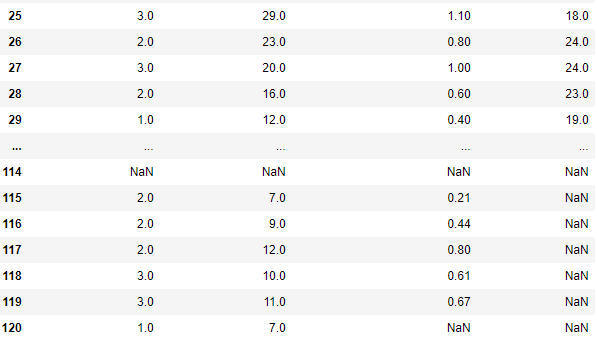 25 3.0 29.0 1.10 18.0
26 2.0 23.0 0.80 24.0
27 3.0 20.0 1.00 24.0
28 2.0 16.0 0.60 23.0
29 1.0 12.0 0.40 19.0
... ... ... ... ...
114 NaN NaN NaN NaN
115 2.0 7.0 0.21 NaN
116 2.0 9.0 0.44 NaN
117 2.0 12.0 0.80 NaN
118 3.0 10.0 0.61 NaN
119 3.0 11.0 0.67 NaN
120 1.0 7.0 NaN NaN